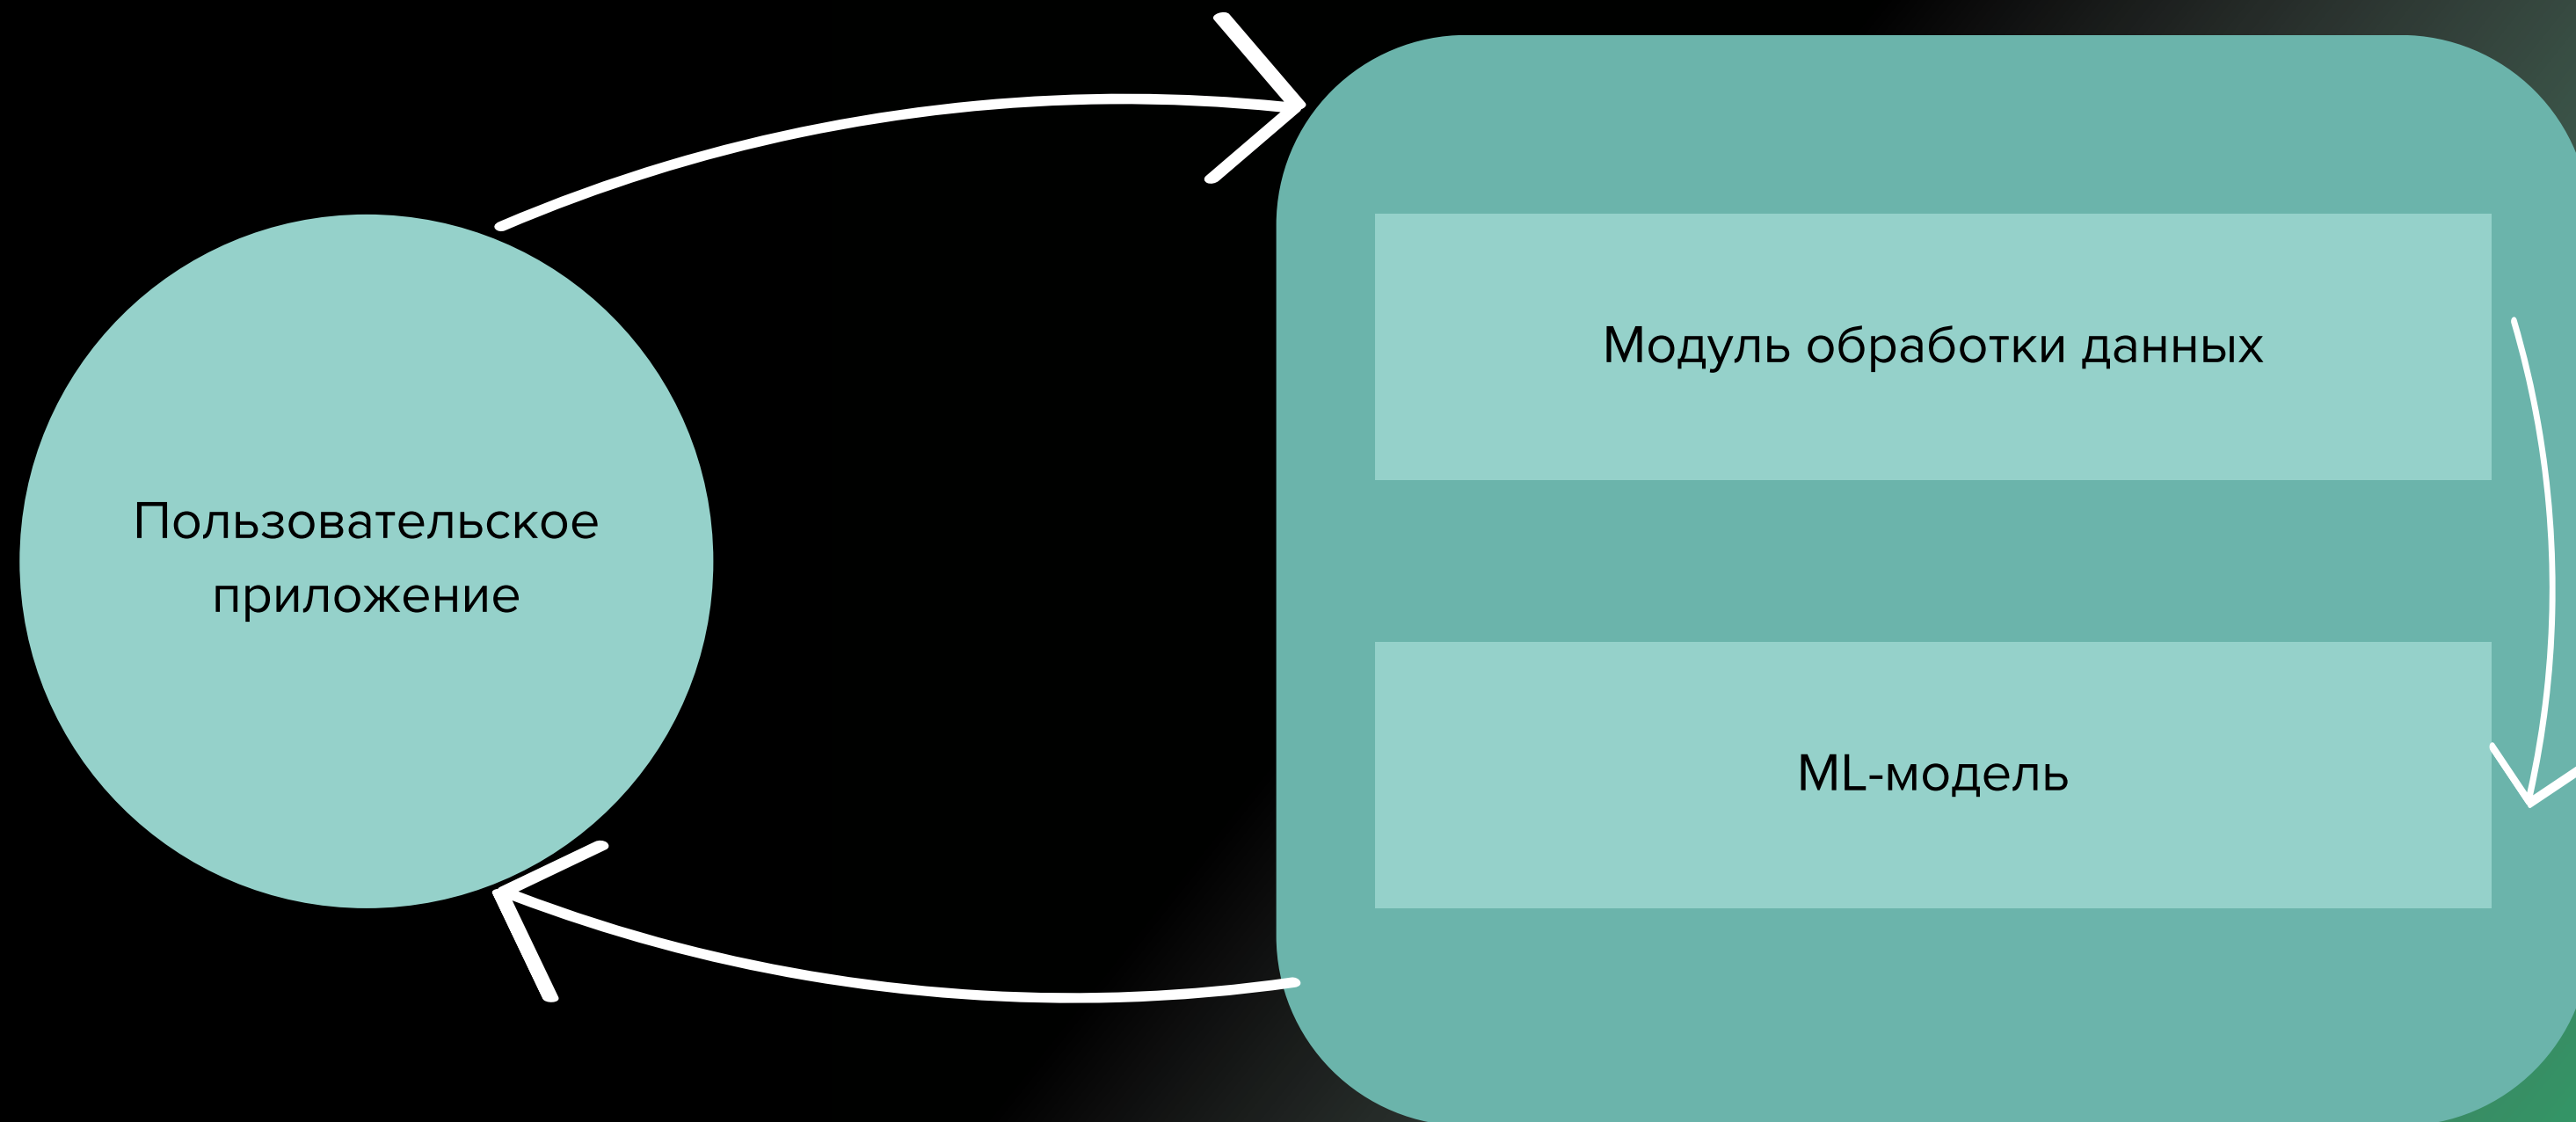 Пользовательское
приложение
Модуль обработки данных
ML-модель